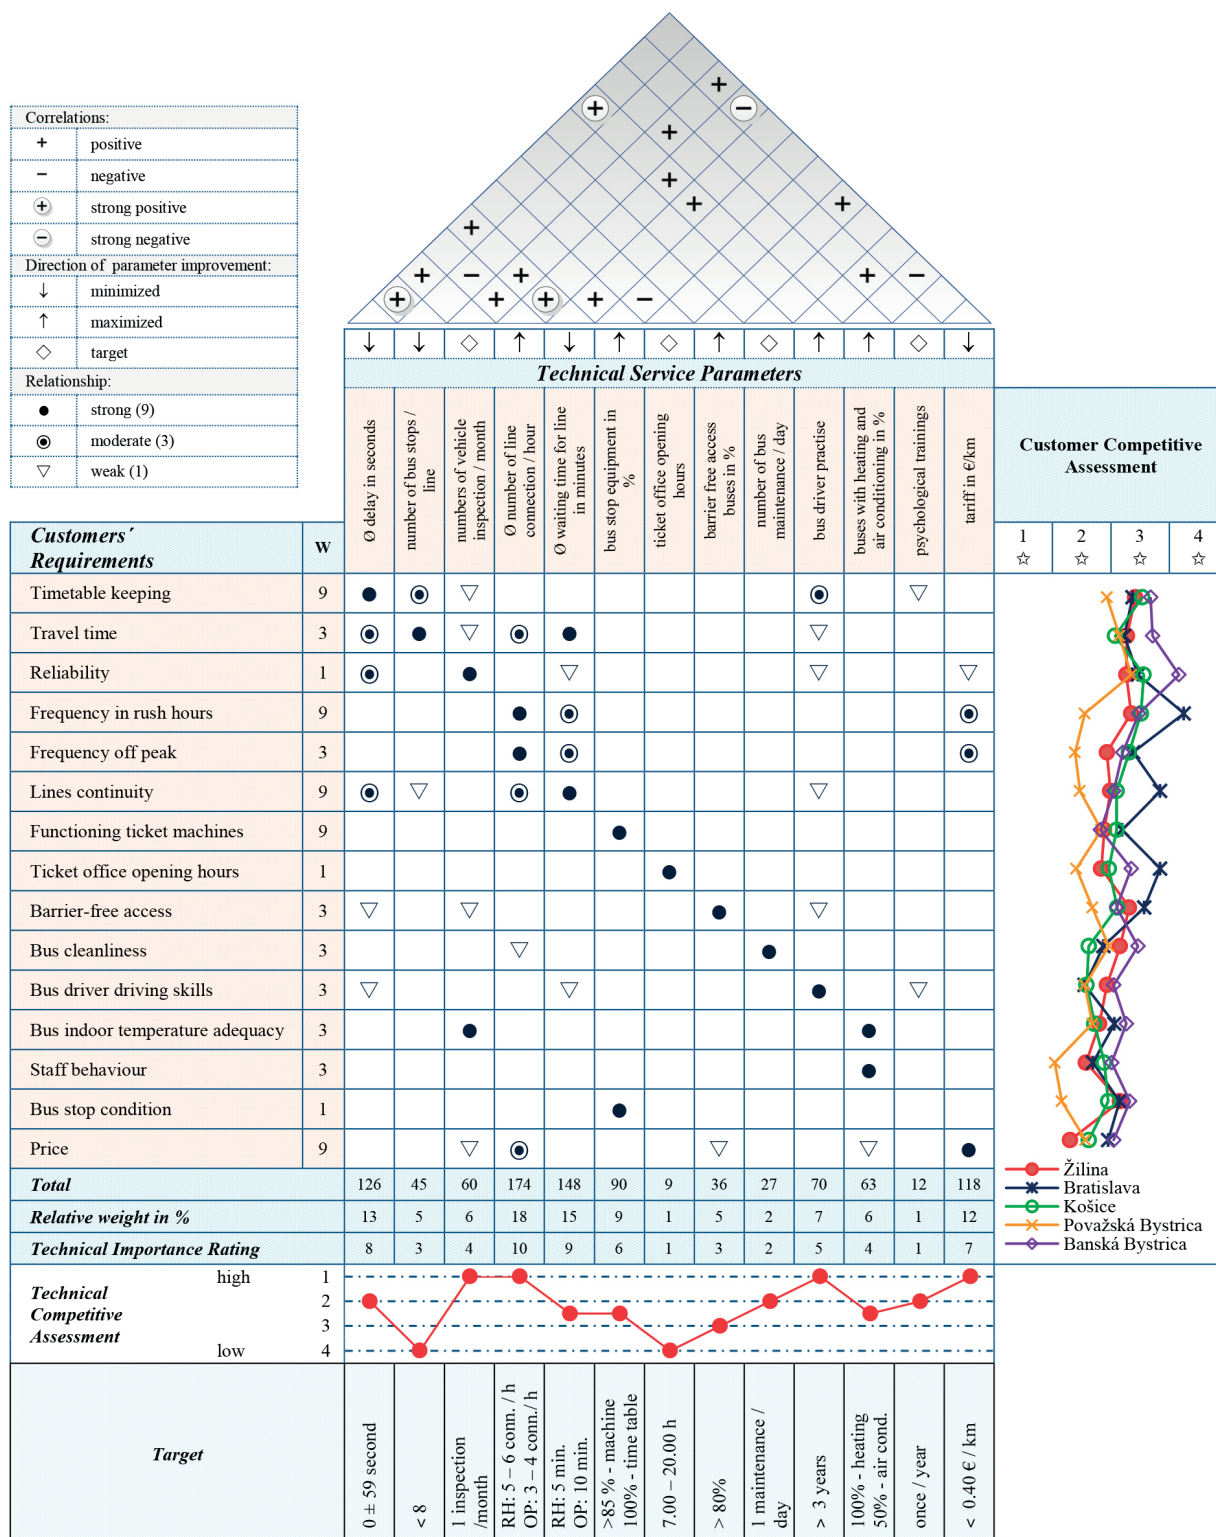 Correlations:
+ positive
− negative
+ strong positive
− strong negative
Direction of parameter improvement:
↓ minimized
↑ maximized
◇ target
Relationship:
● strong (9)
◉ moderate (3)
▽ weak (1)
↓ ↓ ◇ ↑ ↓ ↑ ◇ ↑ ◇ ↑ ↑ ◇ ↓
Technical Service Parameters
Ø delay in seconds
number of bus stops /
line
numbers of vehicle
inspection / month
Ø number of line
connection / hour
Ø waiting time for line
in minutes
bus stop equipment in
%
ticket office opening
hours
barrier free access
buses in %
number of bus
maintenance / day
bus driver practise
buses with heating and
air conditioning in %
psychological trainings
tariff in €/km
Customer Competitive
Assessment
Customers´
Requirements
W
1 2 3 4
☆ ☆ ☆ ☆
Timetable keeping 9
Travel time 3
Reliability 1
Frequency in rush hours 9
Frequency off peak 3
Lines continuity 9
Functioning ticket machines 9
Ticket office opening hours 1
Barrier-free access 3
Bus cleanliness 3
Bus driver driving skills 3
Bus indoor temperature adequacy 3
Staff behaviour 3
Bus stop condition 1
Price 9
Žilina
Bratislava
Košice
Považská Bystrica
Banská Bystrica
Total 126 45 60 174 148 90 9 36 27 70 63 12 118
Relative weight in % 13 5 6 18 15 9 1 5 2 7 6 1 12
Technical Importance Rating 8 3 4 10 9 6 1 3 2 5 4 1 7
Technical
Competitive
Assessment
high 1
2
3
low 4
Target
0 ± 59 second
< 8
1 inspection
/month
RH: 5 – 6 conn. / h
OP: 3 – 4 conn./ h
RH: 5 min.
OP: 10 min.
>85 % - machine
100% - time table
7.00 – 20.00 h
> 80%
1 maintenance /
day
> 3 years
100% - heating
50% - air cond.
once / year
< 0.40 € / km